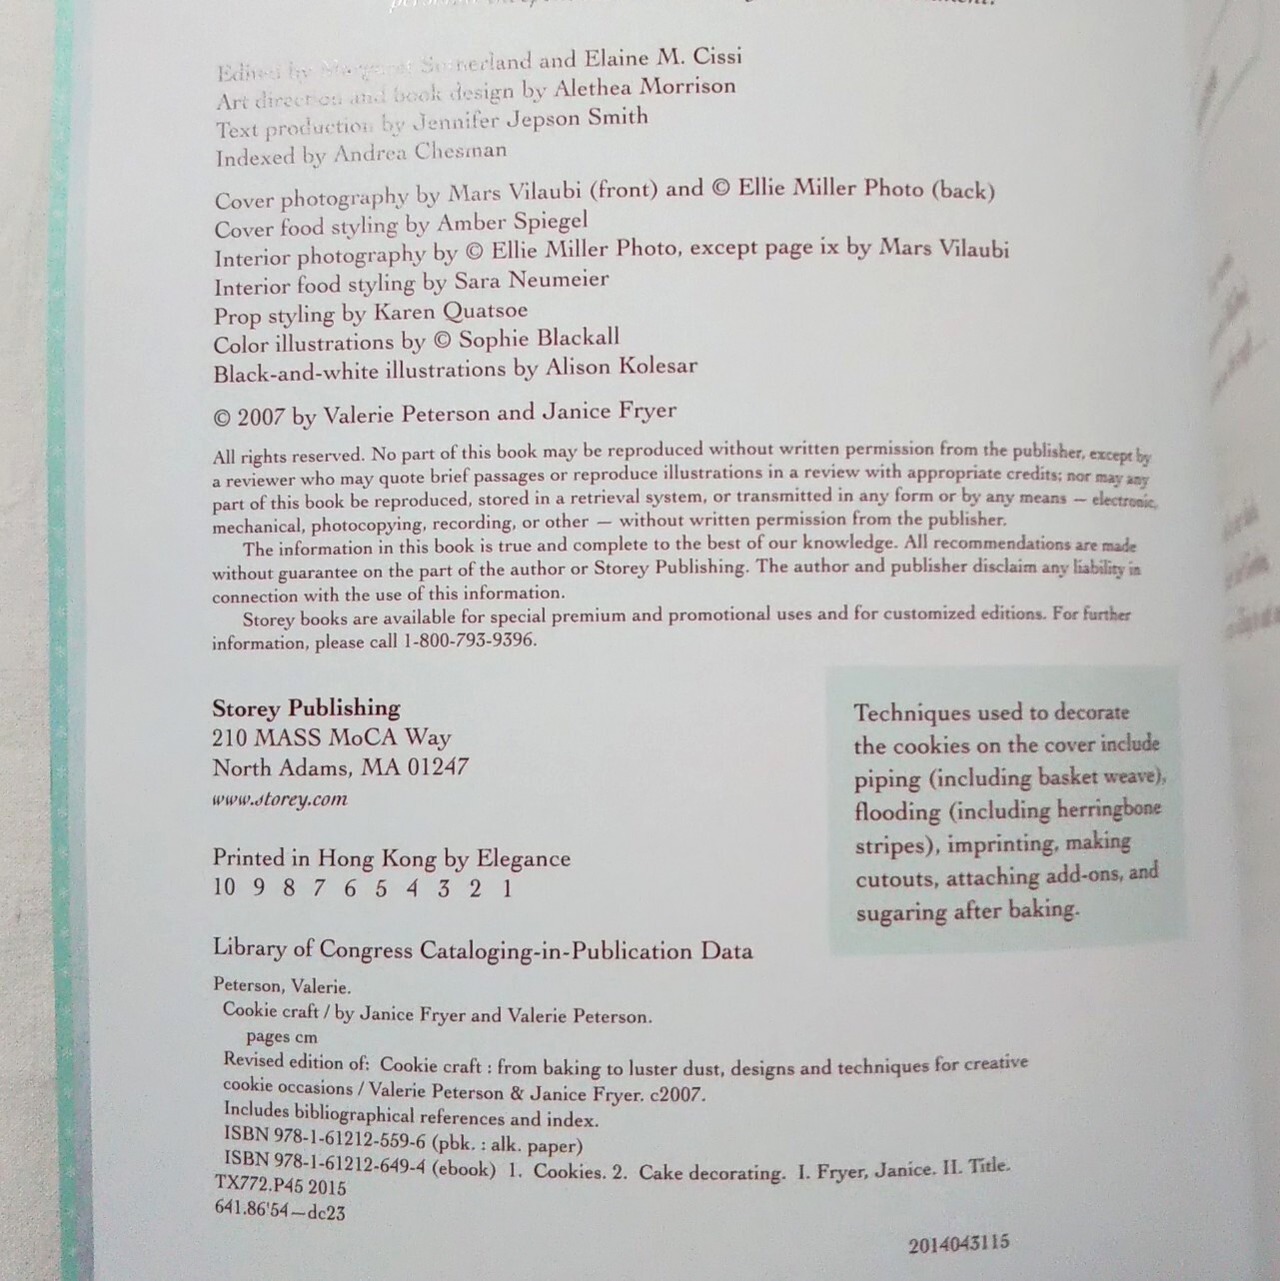 Edited by Margaret Sutherland and Elaine M. Cissi
Art direction and book design by Alethea Morrison
Text production by Jennifer Jepson Smith
Indexed by Andrea Chesman
Cover photography by Mars Vilaubi (front) and © Ellie Miller Photo (back)
Cover food styling by Amber Spiegel
Interior photography by © Ellie Miller Photo, except page ix by Mars Vilaubi
Interior food styling by Sara Neumeier
Prop styling by Karen Quatsoe
Color illustrations by © Sophie Blackall
Black-and-white illustrations by Alison Kolesar
© 2007 by Valerie Peterson and Janice Fryer
All rights reserved. No part of this book may be reproduced without written permission from the publisher, except by
a reviewer who may quote brief passages or reproduce illustrations in a review with appropriate credits; nor may any
part of this book be reproduced, stored in a retrieval system, or transmitted in any form or by any means — electronic,
mechanical, photocopying, recording, or other — without written permission from the publisher.
The information in this book is true and complete to the best of our knowledge. All recommendations are made
without guarantee on the part of the author or Storey Publishing. The author and publisher disclaim any liability in
connection with the use of this information.
Storey books are available for special premium and promotional uses and for customized editions. For further
information, please call 1-800-793-9396.
Storey Publishing
210 MASS MoCA Way
North Adams, MA 01247
www.storey.com
Printed in Hong Kong by Elegance
10 9 8 7 6 5 4 3 2 1
Techniques used to decorate
the cookies on the cover include
piping (including basket weave),
flooding (including herringbone
stripes), imprinting, making
cutouts, attaching add-ons, and
sugaring after baking.
Library of Congress Cataloging-in-Publication Data
Peterson, Valerie.
Cookie craft / by Janice Fryer and Valerie Peterson.
pages cm
Revised edition of: Cookie craft : from baking to luster dust, designs and techniques for creative
cookie occasions / Valerie Peterson & Janice Fryer. c2007.
Includes bibliographical references and index.
ISBN 978-1-61212-559-6 (pbk. : alk. paper)
ISBN 978-1-61212-649-4 (ebook) 1. Cookies. 2. Cake decorating. I. Fryer, Janice. II. Title.
TX772.P45 2015
641.86'54—dc23
2014043115